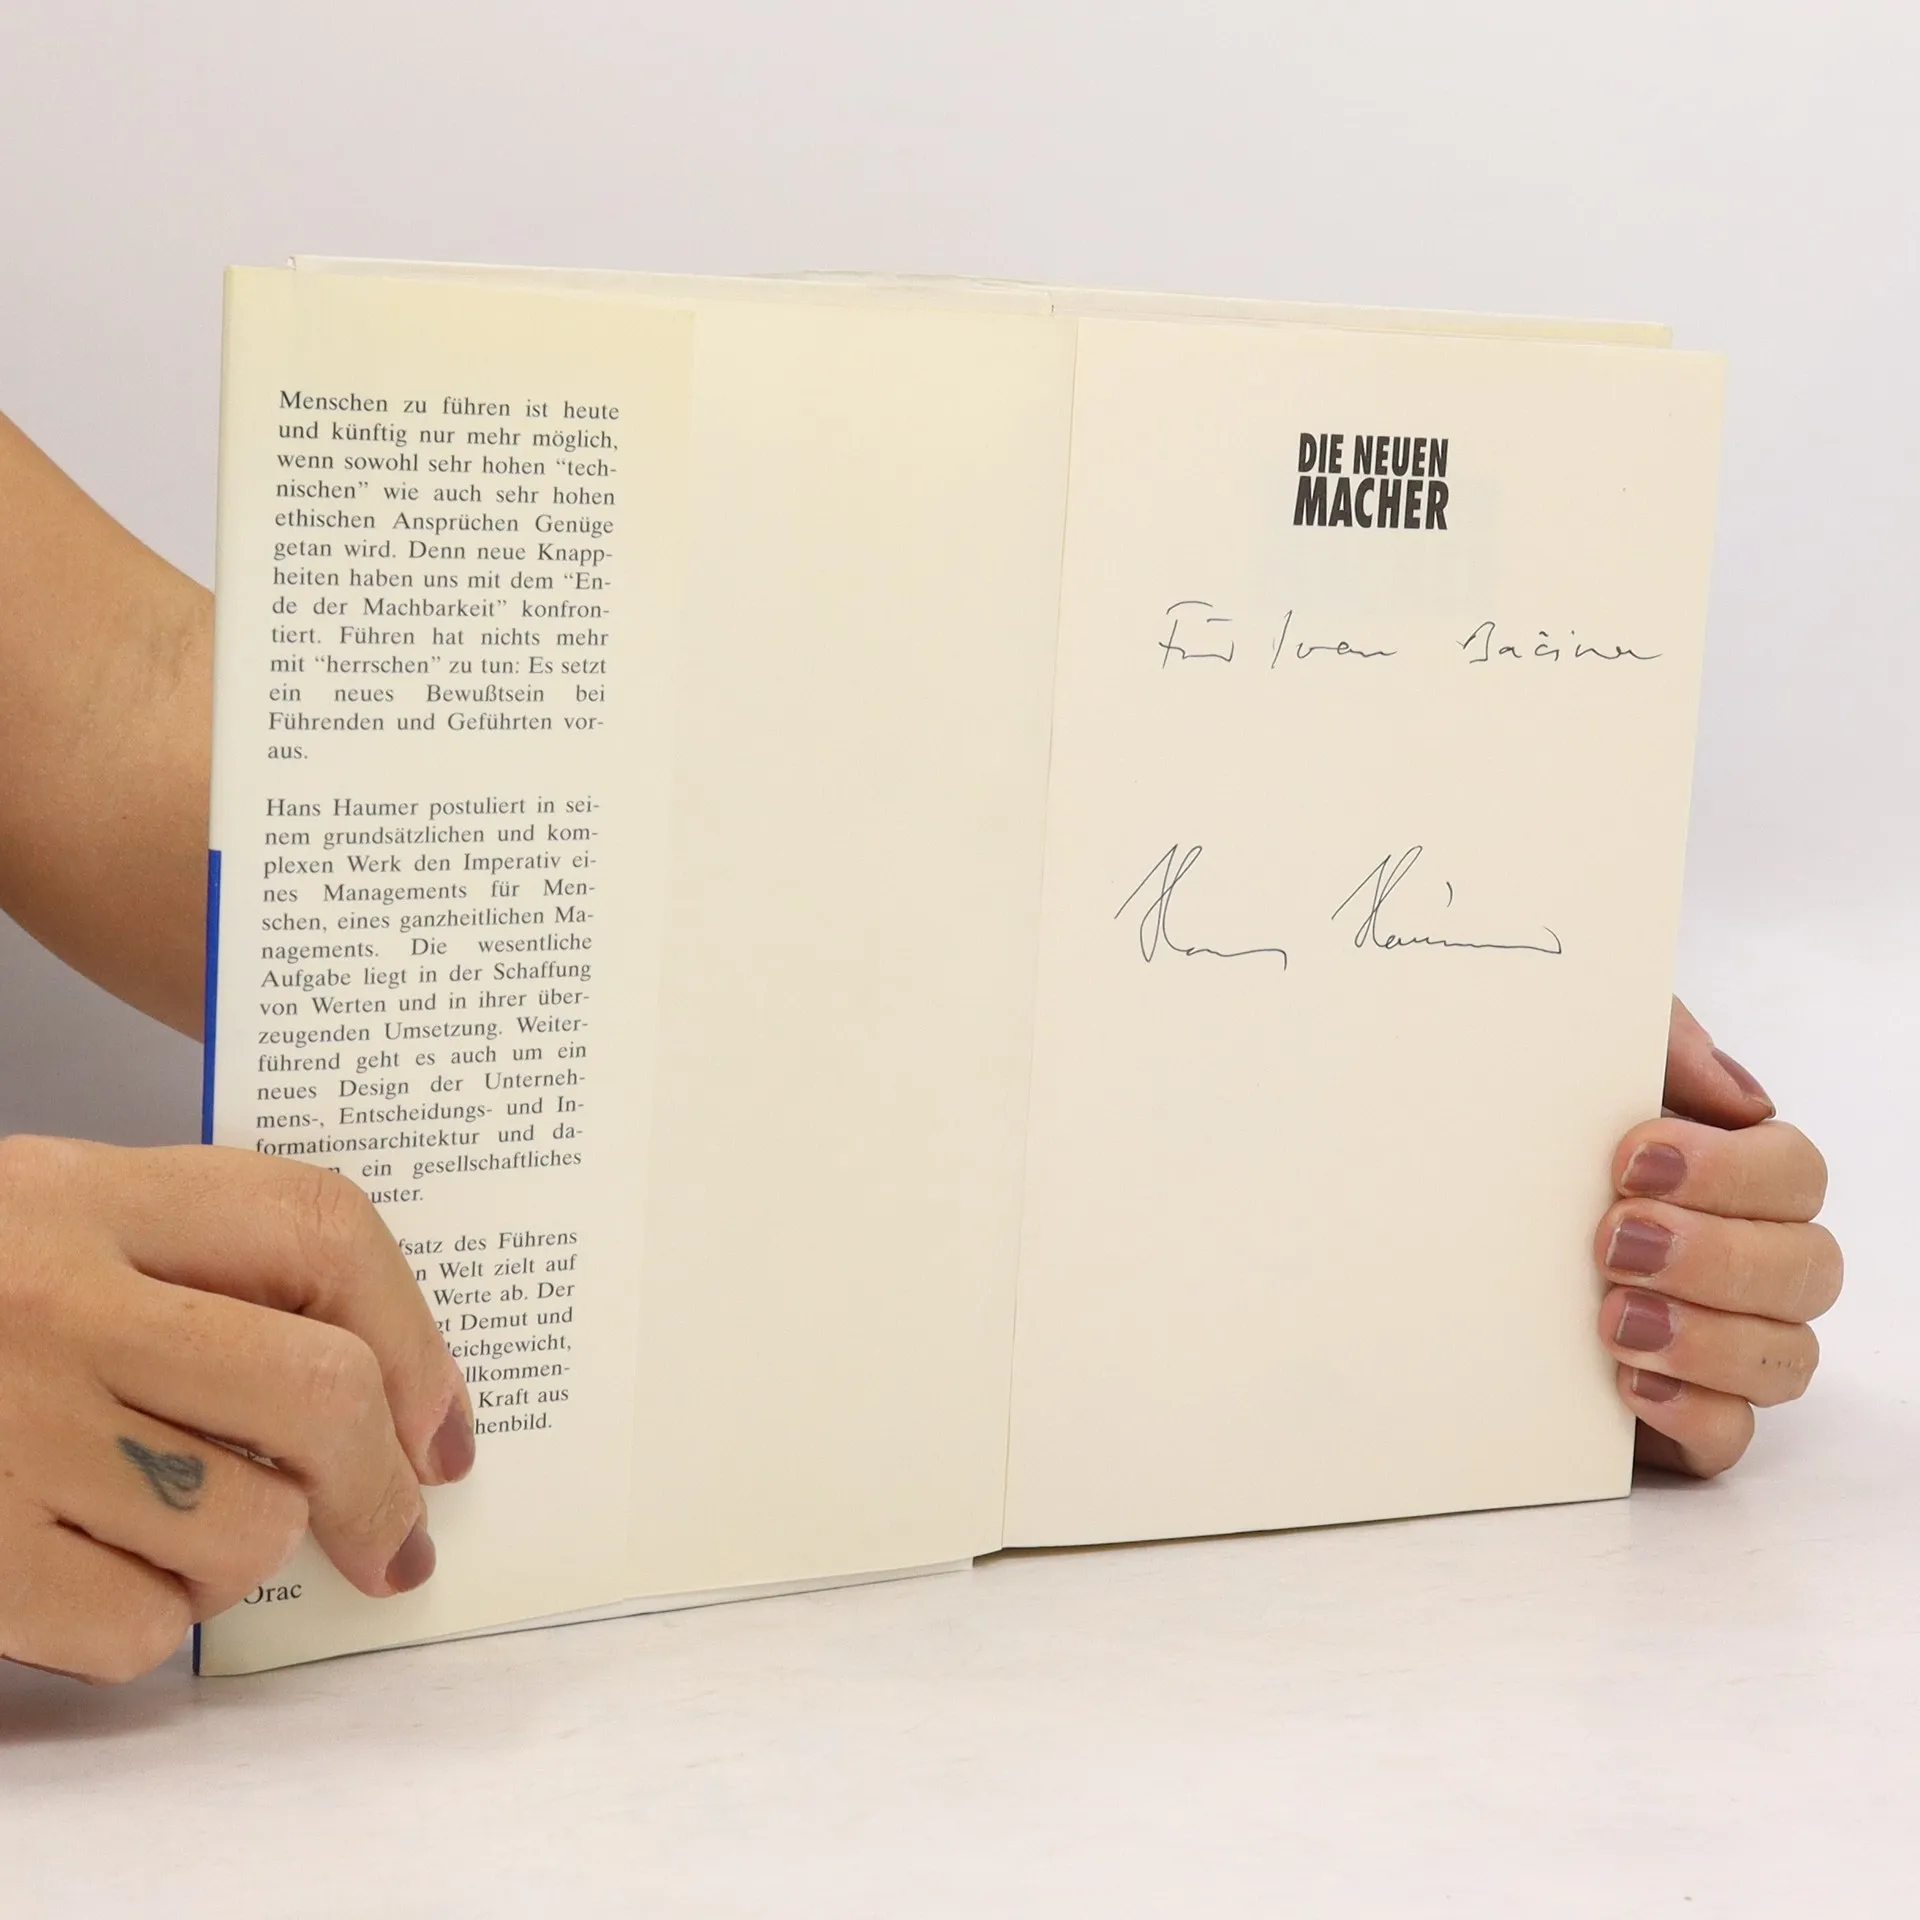 Menschen zu führen ist heute
und künftig nur mehr möglich,
wenn sowohl sehr hohen “tech-
nischen” wie auch sehr hohen
ethischen Ansprüchen Genüge
getan wird. Denn neue Knapp-
heiten haben uns mit dem “En-
de der Machbarkeit” konfron-
tiert. Führen hat nichts mehr
mit “herrschen” zu tun: Es setzt
ein neues Bewußtsein bei
Führenden und Geführten vor-
aus.
Hans Haumer postuliert in sei-
nem grundsätzlichen und kom-
plexen Werk den Imperativ ei-
nes Managements für Men-
schen, eines ganzheitlichen Ma-
nagements. Die wesentliche
Aufgabe liegt in der Schaffung
von Werten und in ihrer über-
zeugenden Umsetzung. Weiter-
führend geht es auch um ein
neues Design der Unterneh-
mens-, Entscheidungs- und In-
formationsarchitektur und da-
ein gesellschaftliches
uster.
fsatz des Führens
n Welt zielt auf
Werte ab. Der
gt Demut und
leichgewicht,
llkommen-
Kraft aus
henbild.
Orac
DIE NEUEN
MACHER
Für Ivan
Hans Haumer